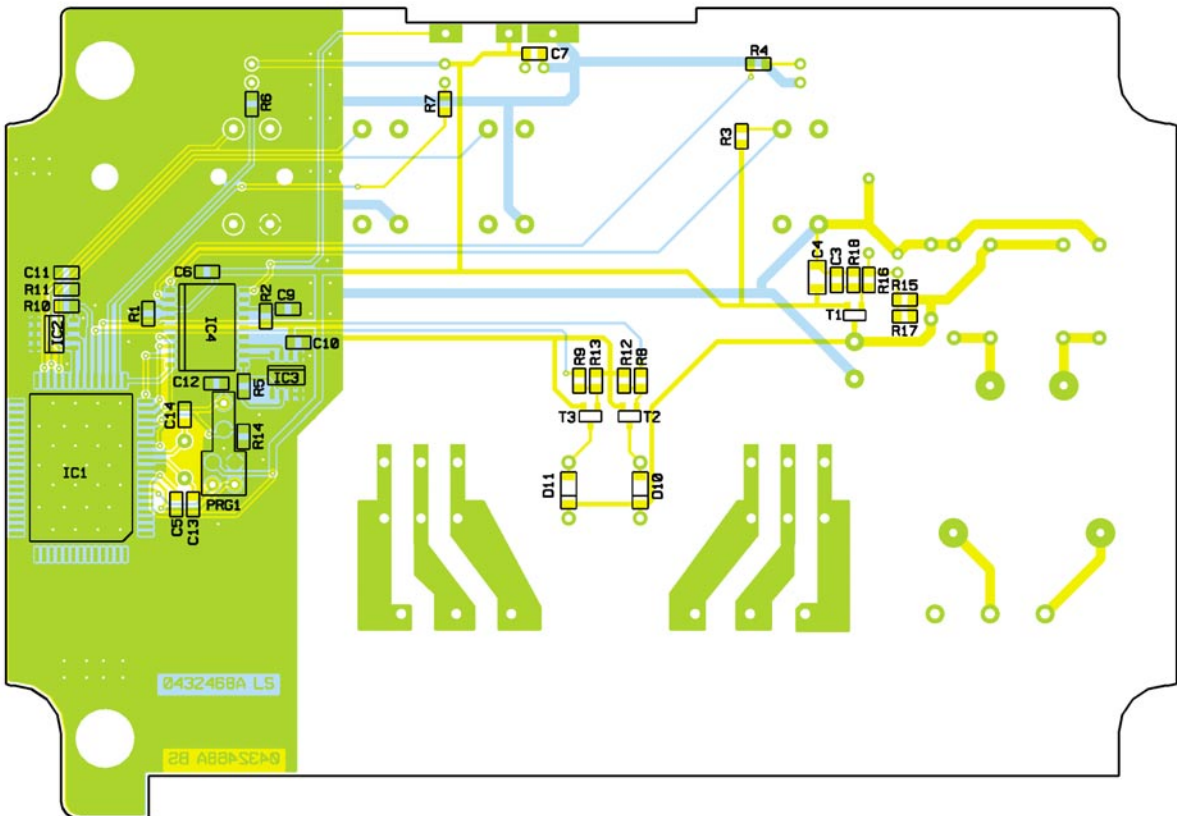 C7
R4
R6
R7
R3
C11
R11
R10
IC2
C6
R1
IC4
R2
C9
C10
C4
C3
R18
R16
R15
R17
T1
C12
R5
IC3
R9
R13
R12
R8
T3
T2
C14
R14
IC1
PRG1
C5
C13
D11
D10
0432468A LS
0432468A BS